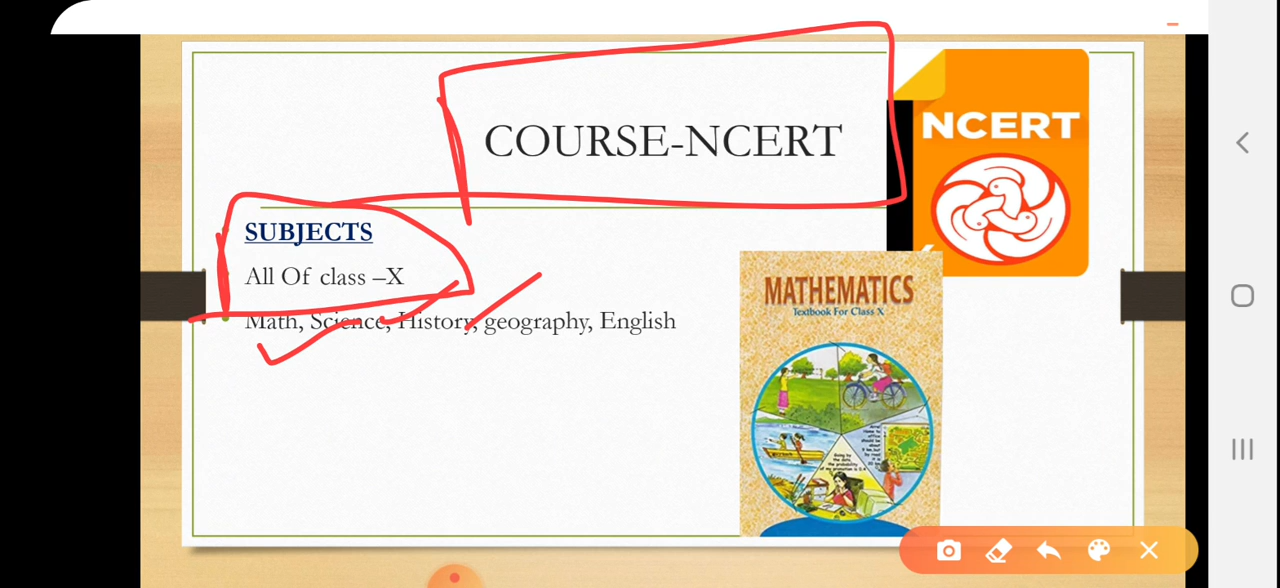 COURSE-NCERT
NCERT
SUBJECTS
All Of class –X
Math, Science, History, geography, English
MATHEMATICS
Textbook For Class X